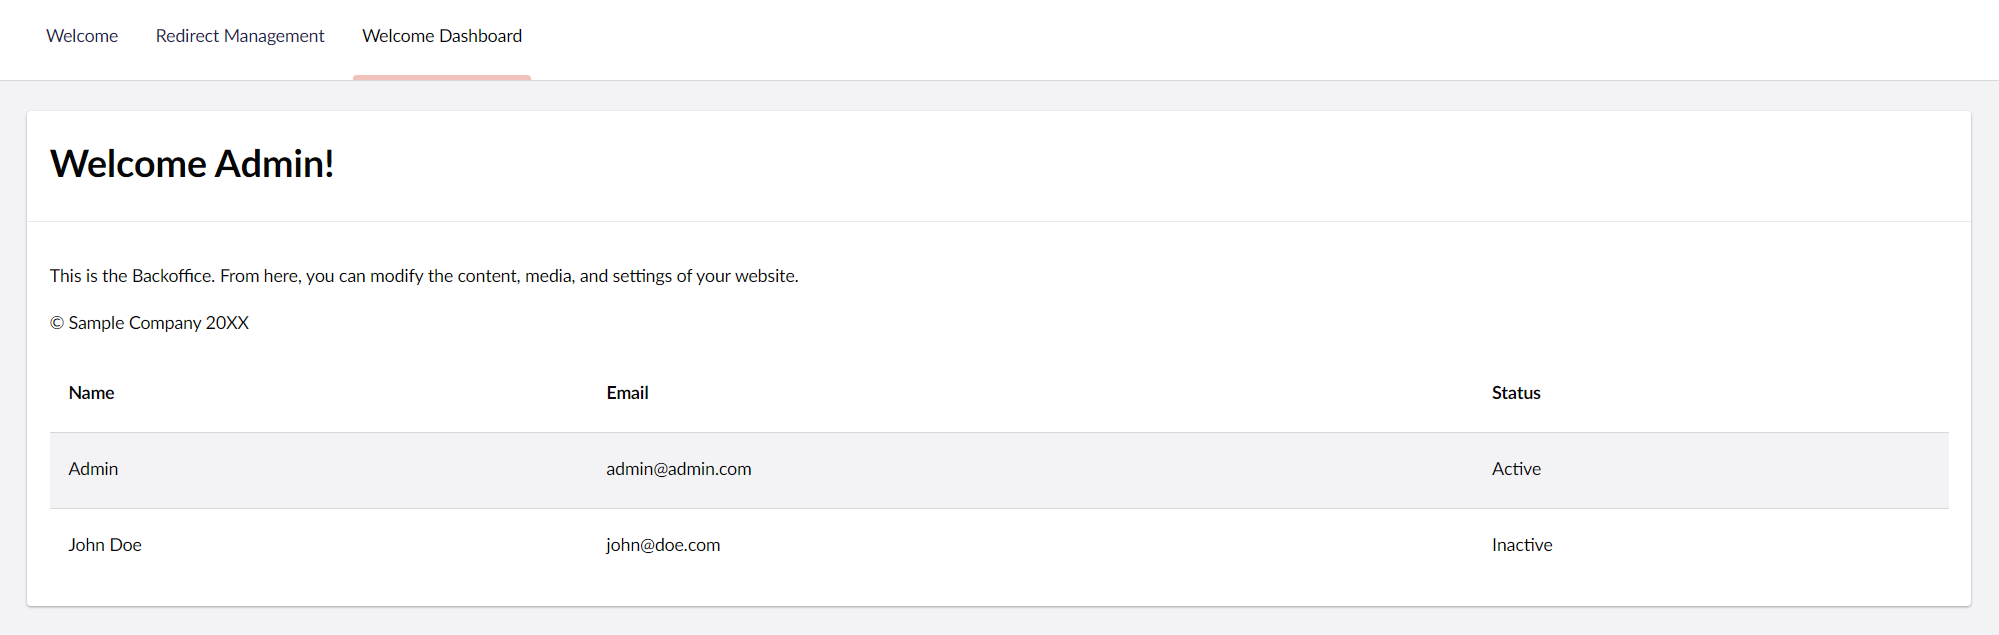 Welcome Redirect Management Welcome Dashboard
Welcome Admin!
This is the Backoffice. From here, you can modify the content, media, and settings of your website.
© Sample Company 20XX
Name Email Status
Admin admin@admin.com Active
John Doe john@doe.com Inactive